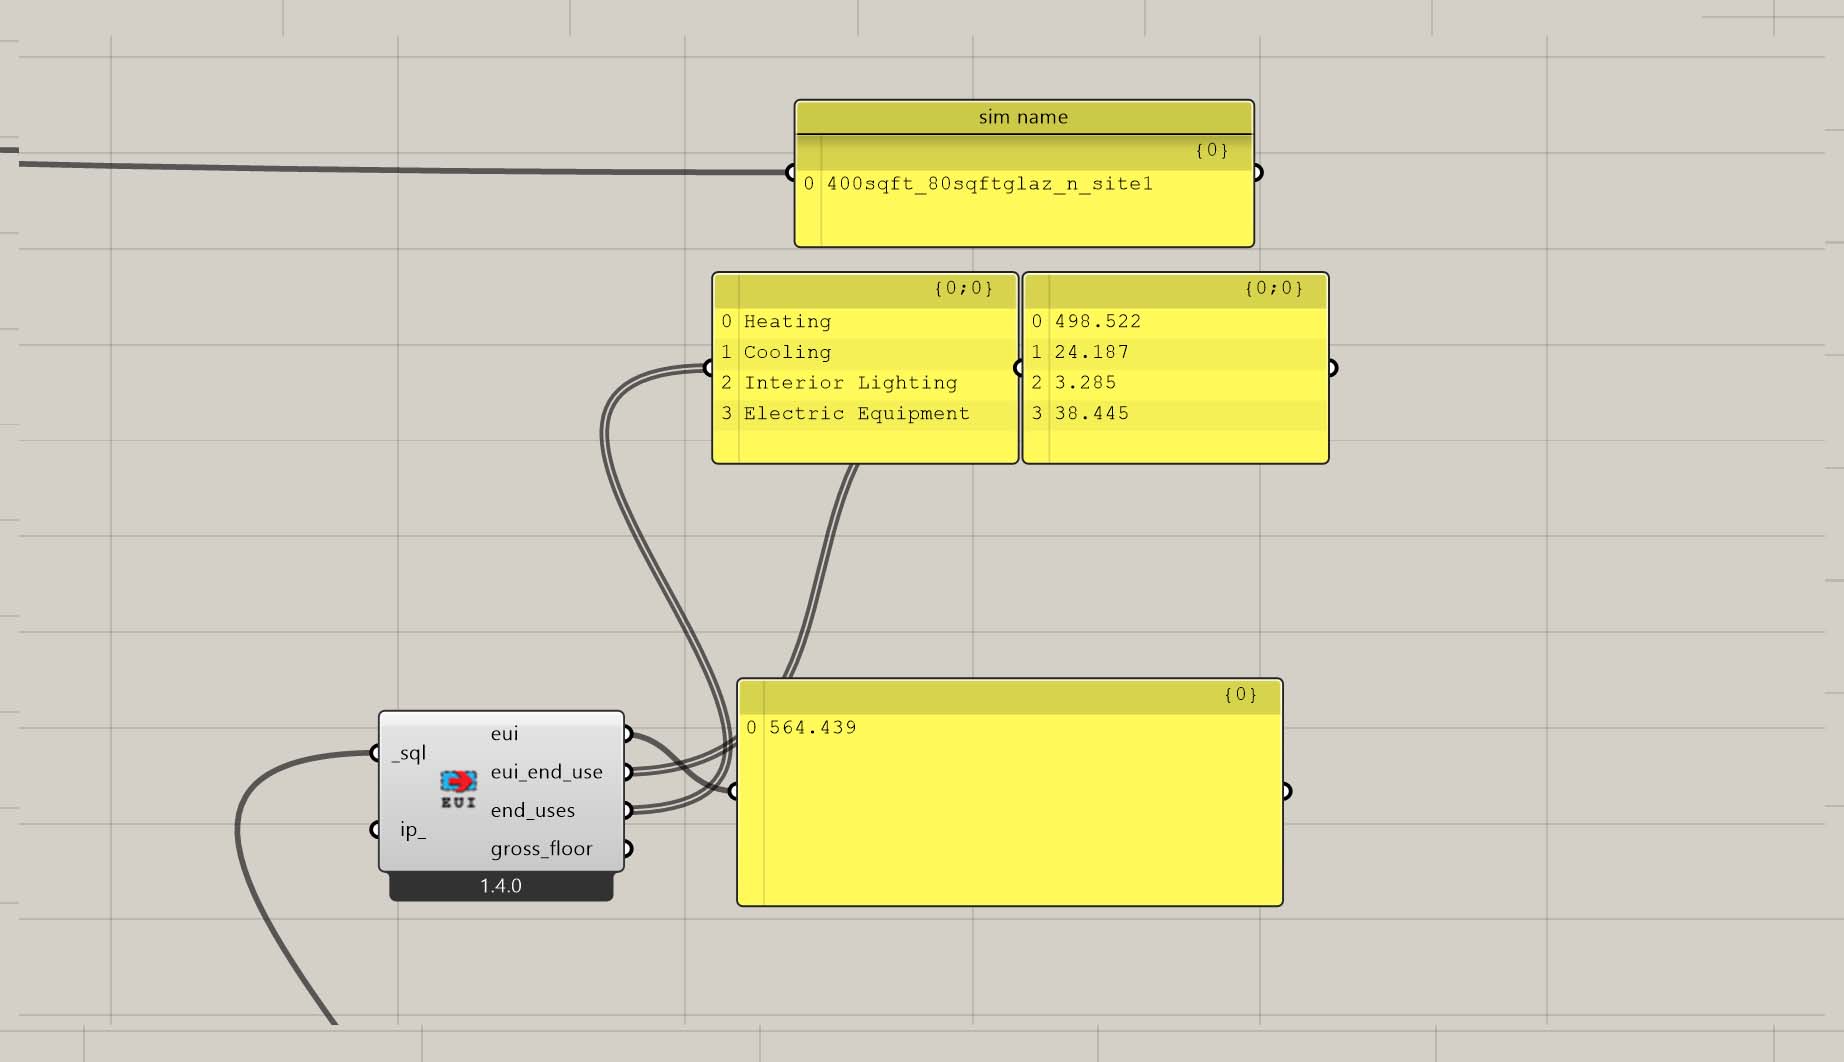 sim name
{0}
0 400sqft_80sqftglaz_n_site1
{0;0}
0 Heating
1 Cooling
2 Interior Lighting
3 Electric Equipment
{0;0}
0 498.522
1 24.187
2 3.285
3 38.445
_sql
ip_
EUI
eui
eui_end_use
end_uses
gross_floor
1.4.0
{0}
0 564.439